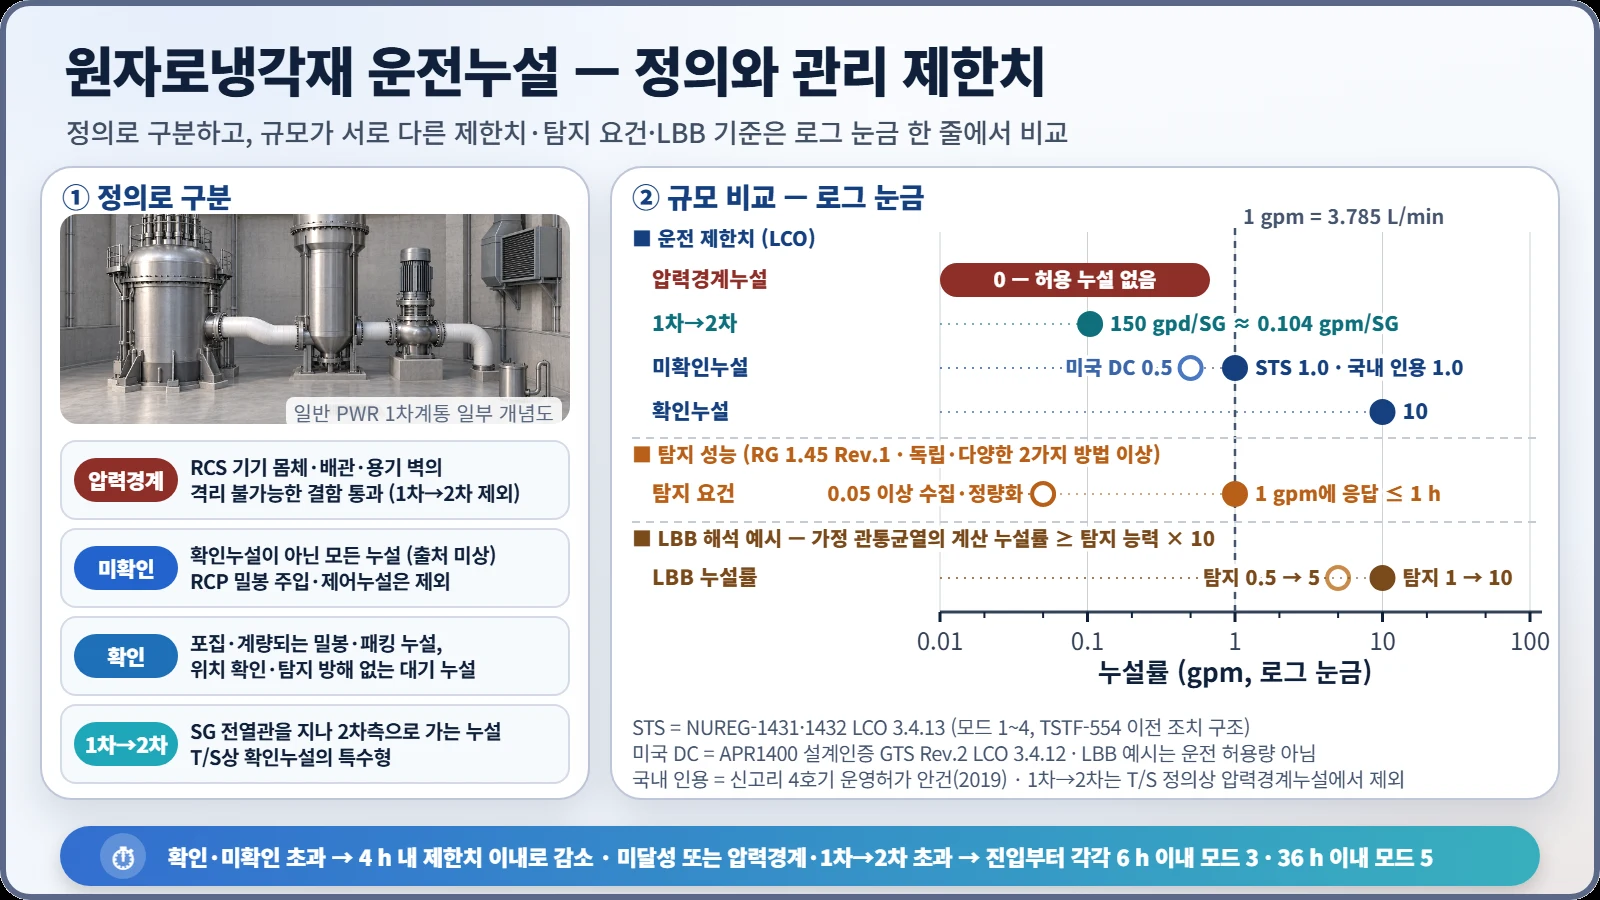 원자로냉각재 운전누설 — 정의와 관리 제한치
정의로 구분하고, 규모가 서로 다른 제한치·탐지 요건·LBB 기준은 로그 눈금 한 줄에서 비교
① 정의로 구분
일반 PWR 1차계통 일부 개념도
압력경계
RCS 기기 몸체·배관·용기 벽의
격리 불가능한 결함 통과 (1차→2차 제외)
미확인
확인누설이 아닌 모든 누설 (출처 미상)
RCP 밀봉 주입·제어누설은 제외
확인
포집·계량되는 밀봉·패킹 누설,
위치 확인·탐지 방해 없는 대기 누설
1차→2차
SG 전열관을 지나 2차측으로 가는 누설
T/S상 확인누설의 특수형
② 규모 비교 — 로그 눈금
1 gpm = 3.785 L/min
■ 운전 제한치 (LCO)
압력경계누설
0 — 허용 누설 없음
1차→2차
150 gpd/SG ≈ 0.104 gpm/SG
미확인누설
미국 DC 0.5
STS 1.0 · 국내 인용 1.0
확인누설
10
■ 탐지 성능 (RG 1.45 Rev.1 · 독립·다양한 2가지 방법 이상)
탐지 요건
0.05 이상 수집·정량화
1 gpm에 응답 ≤ 1 h
■ LBB 해석 예시 — 가정 관통균열의 계산 누설률 ≥ 탐지 능력 × 10
LBB 누설률
탐지 0.5 → 5
탐지 1 → 10
0.01
0.1
1
10
100
누설률 (gpm, 로그 눈금)
STS = NUREG-1431·1432 LCO 3.4.13 (모드 1~4, TSTF-554 이전 조치 구조)
미국 DC = APR1400 설계인증 GTS Rev.2 LCO 3.4.12 · LBB 예시는 운전 허용량 아님
국내 인용 = 신고리 4호기 운영허가 안건(2019) · 1차→2차는 T/S 정의상 압력경계누설에서 제외
확인·미확인 초과 → 4 h 내 제한치 이내로 감소 · 미달성 또는 압력경계·1차→2차 초과 → 진입부터 각각 6 h 이내 모드 3 · 36 h 이내 모드 5